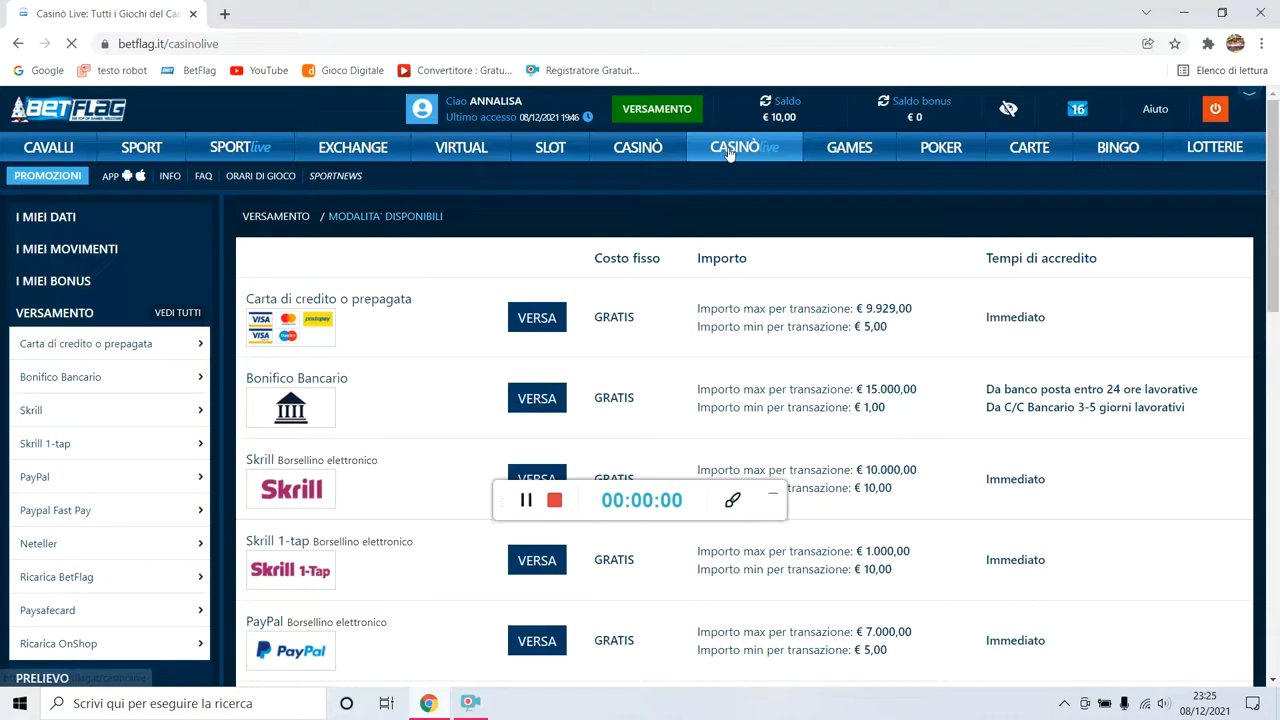 Casinò Live: Tutti i Giochi del Cas
betflag.it/casinolive
Google
testo robot
BetFlag
YouTube
Gioco Digitale
Convertitore : Gratu...
Registratore Gratuit...
Elenco di lettura
BETFLAG
Ciao ANNALISA
Ultimo accesso 08/12/2021 19:46
VERSAMENTO
Saldo
€ 10,00
Saldo bonus
€ 0
16
Aiuto
CAVALLI SPORT SPORTlive EXCHANGE VIRTUAL SLOT CASINÒ CASINÒlive GAMES POKER CARTE BINGO LOTTERIE
PROMOZIONI APP INFO FAQ ORARI DI GIOCO SPORTNEWS
I MIEI DATI
I MIEI MOVIMENTI
I MIEI BONUS
VERSAMENTO VEDI TUTTI
Carta di credito o prepagata
Bonifico Bancario
Skrill
Skrill 1-tap
PayPal
Paypal Fast Pay
Neteller
Ricarica BetFlag
Paysafecard
Ricarica OnShop
PRELIEVO
VERSAMENTO / MODALITA' DISPONIBILI
Costo fisso Importo Tempi di accredito
Carta di credito o prepagata
VISA
VISA
postepay
VERSA
GRATIS
Importo max per transazione: € 9.929,00
Importo min per transazione: € 5,00
Immediato
Bonifico Bancario
VERSA
GRATIS
Importo max per transazione: € 15.000,00
Importo min per transazione: € 1,00
Da banco posta entro 24 ore lavorative
Da C/C Bancario 3-5 giorni lavorativi
Skrill Borsellino elettronico
Skrill
VERSA
GRATIS
Importo max per transazione: € 10.000,00
transazione: € 10,00
Immediato
00:00:00
Skrill 1-tap Borsellino elettronico
Skrill 1-Tap
VERSA
GRATIS
Importo max per transazione: € 1.000,00
Importo min per transazione: € 10,00
Immediato
PayPal Borsellino elettronico
PayPal
VERSA
GRATIS
Importo max per transazione: € 7.000,00
Importo min per transazione: € 5,00
Immediato
Scrivi qui per eseguire la ricerca
23:25
08/12/2021